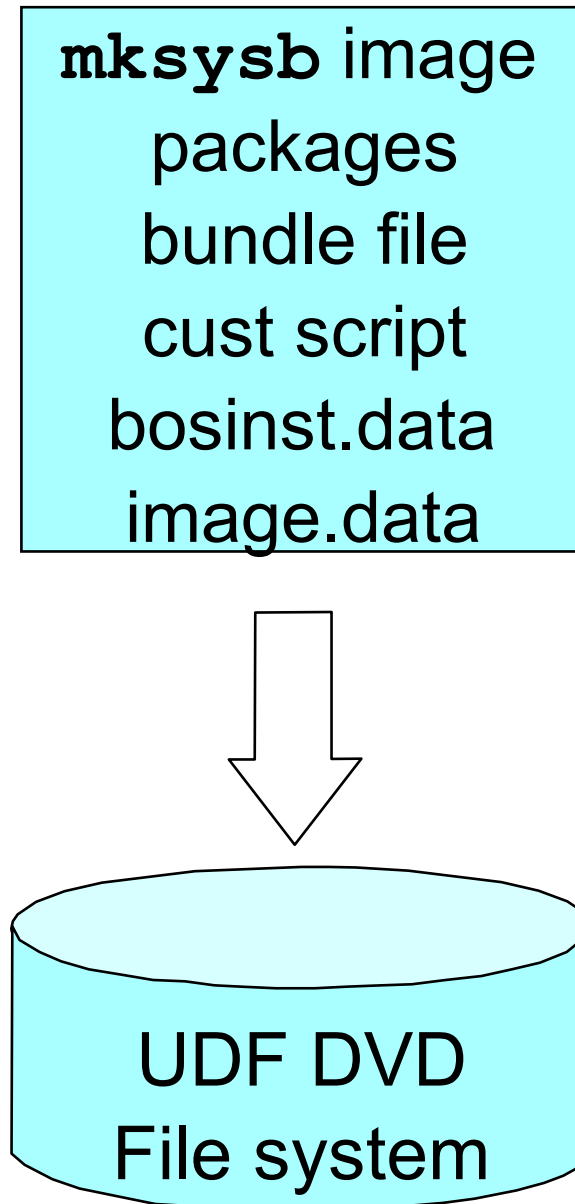 mksysb image
packages
bundle file
cust script
bosinst.data
image.data
UDF DVD
File system